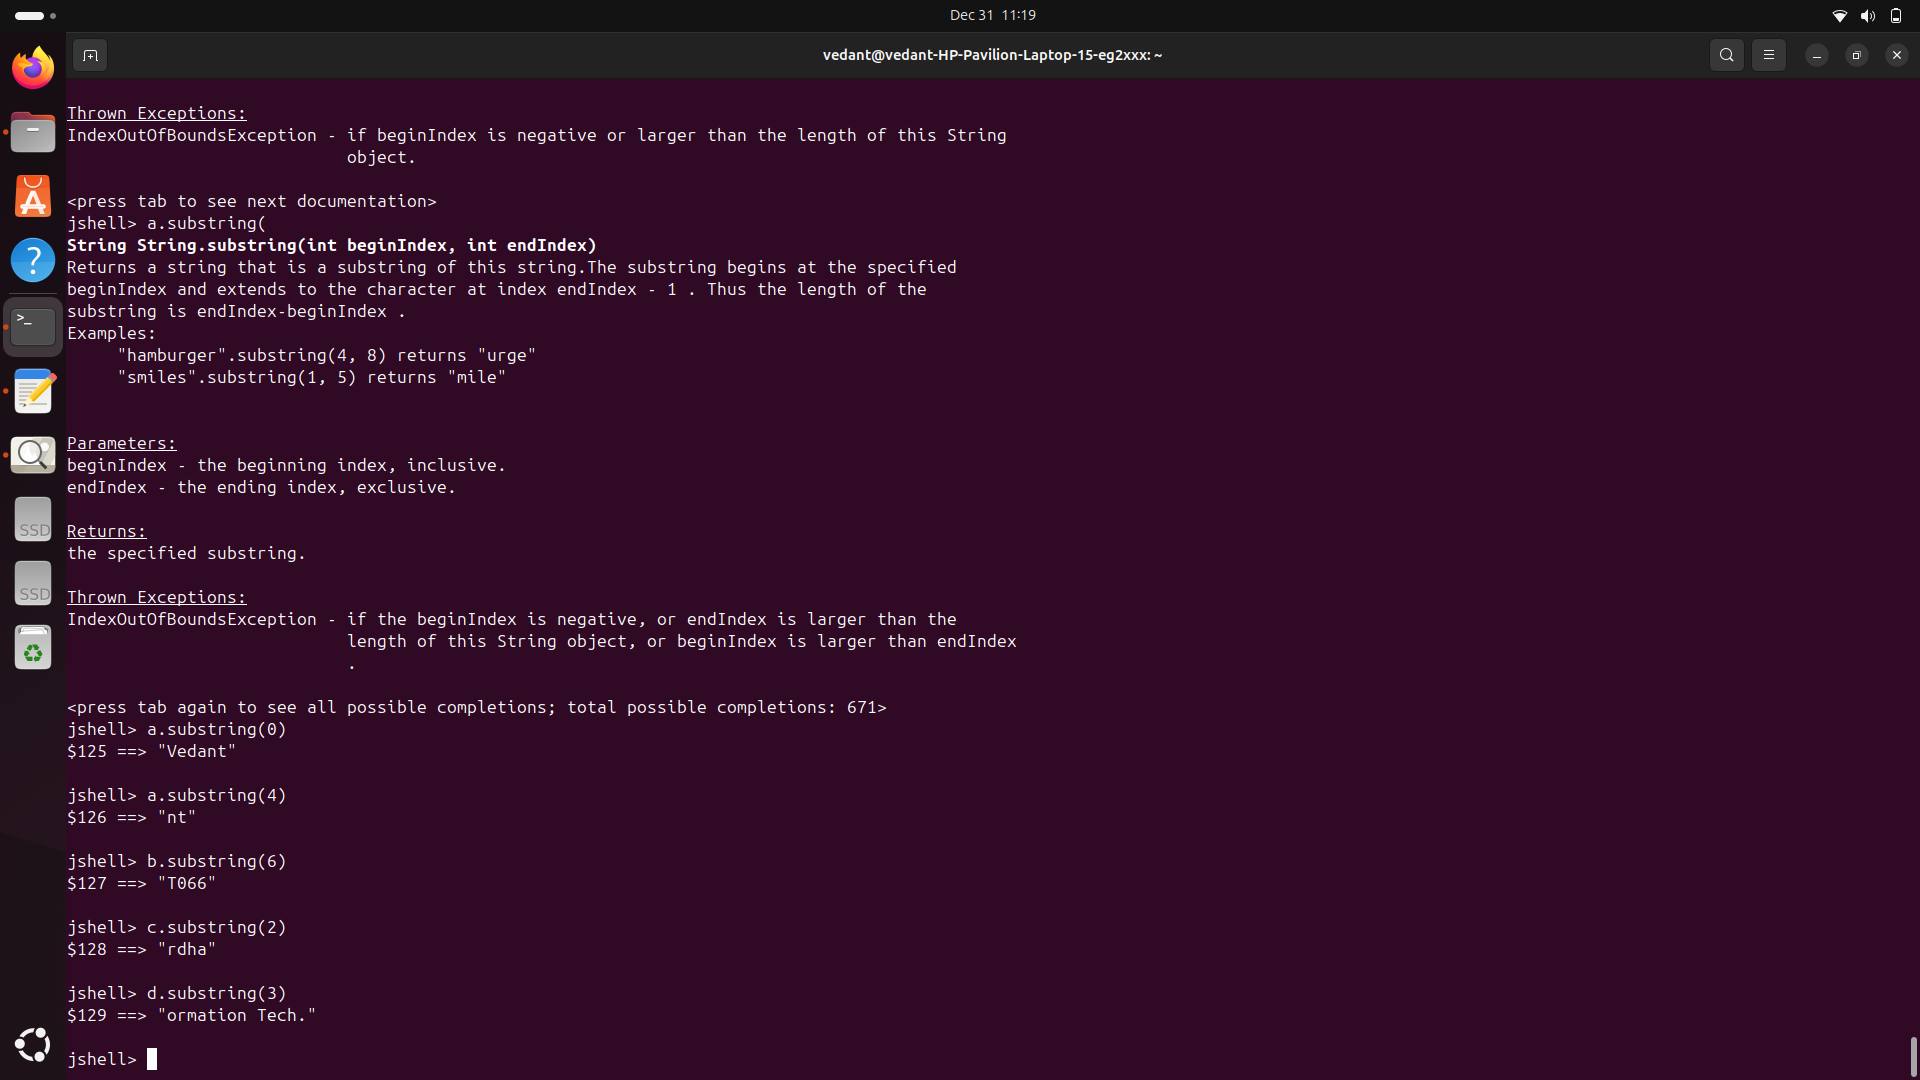 Dec 31 11:19
vedant@vedant-HP-Pavilion-Laptop-15-eg2xxx: ~
Thrown Exceptions:
IndexOutOfBoundsException - if beginIndex is negative or larger than the length of this String
object.
<press tab to see next documentation>
jshell> a.substring(
String String.substring(int beginIndex, int endIndex)
Returns a string that is a substring of this string.The substring begins at the specified
beginIndex and extends to the character at index endIndex - 1 . Thus the length of the
substring is endIndex-beginIndex .
Examples:
"hamburger".substring(4, 8) returns "urge"
"smiles".substring(1, 5) returns "mile"
Parameters:
beginIndex - the beginning index, inclusive.
endIndex - the ending index, exclusive.
Returns:
the specified substring.
Thrown Exceptions:
IndexOutOfBoundsException - if the beginIndex is negative, or endIndex is larger than the
length of this String object, or beginIndex is larger than endIndex
.
<press tab again to see all possible completions; total possible completions: 671>
jshell> a.substring(0)
$125 ==> "Vedant"
jshell> a.substring(4)
$126 ==> "nt"
jshell> b.substring(6)
$127 ==> "T066"
jshell> c.substring(2)
$128 ==> "rdha"
jshell> d.substring(3)
$129 ==> "ormation Tech."
jshell>
?
>_
SSD
SSD